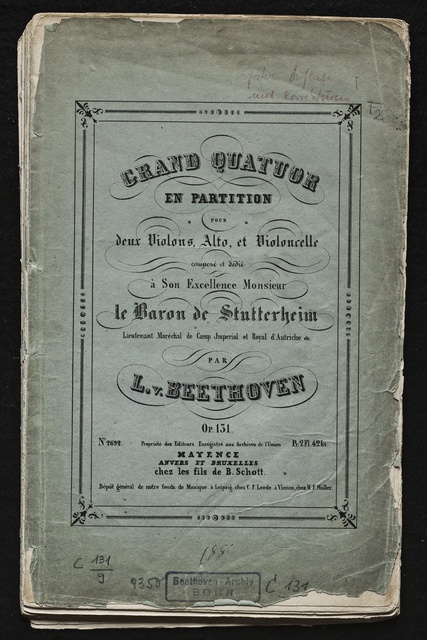 I
GRAND QUATUOR
EN PARTITION
POUR
deux Violons, Alto, et Violoncelle
composé et dédié
à Son Excellence Monsieur
le Baron de Stutterheim
Lieutenant Maréchal de Camp Imperial et Royal d'Autriche etc.
PAR
L. v. BEETHOVEN
OP. 131.
Nº 2692. Propriété des Editeurs Enregistré aux Archives de l'Union Pr. 2 Fl. 42 kr.
MAYENCE
ANVERS ET BRUXELLES
chez les fils de B. Schott.
Dépôt général de notre fonds de Musique à Leipzig, chez C. F. Leede. à Vienne, chez H. F. Müller.
C 131
9
9350
Beethoven-Archiv
BONN
C 131